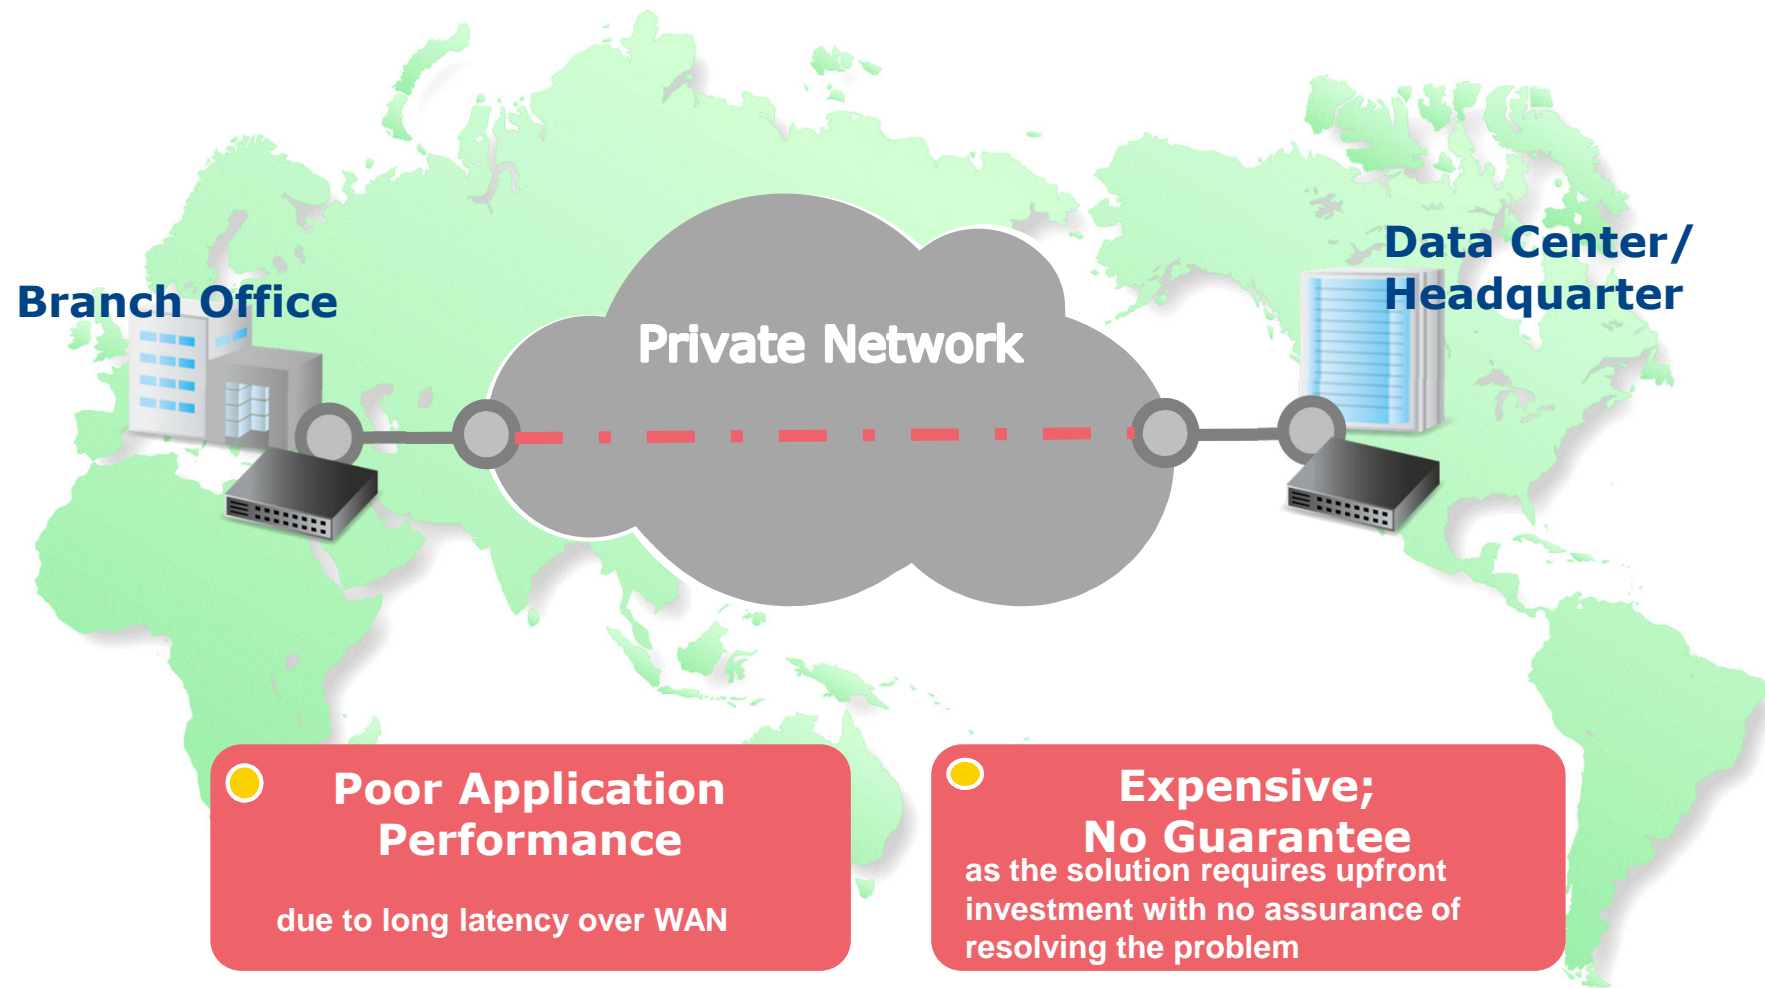 Data Center/
Headquarter
Branch Office
Private Network
Poor Application
Performance
due to long latency over WAN
Expensive;
No Guarantee
as the solution requires upfront
investment with no assurance of
resolving the problem